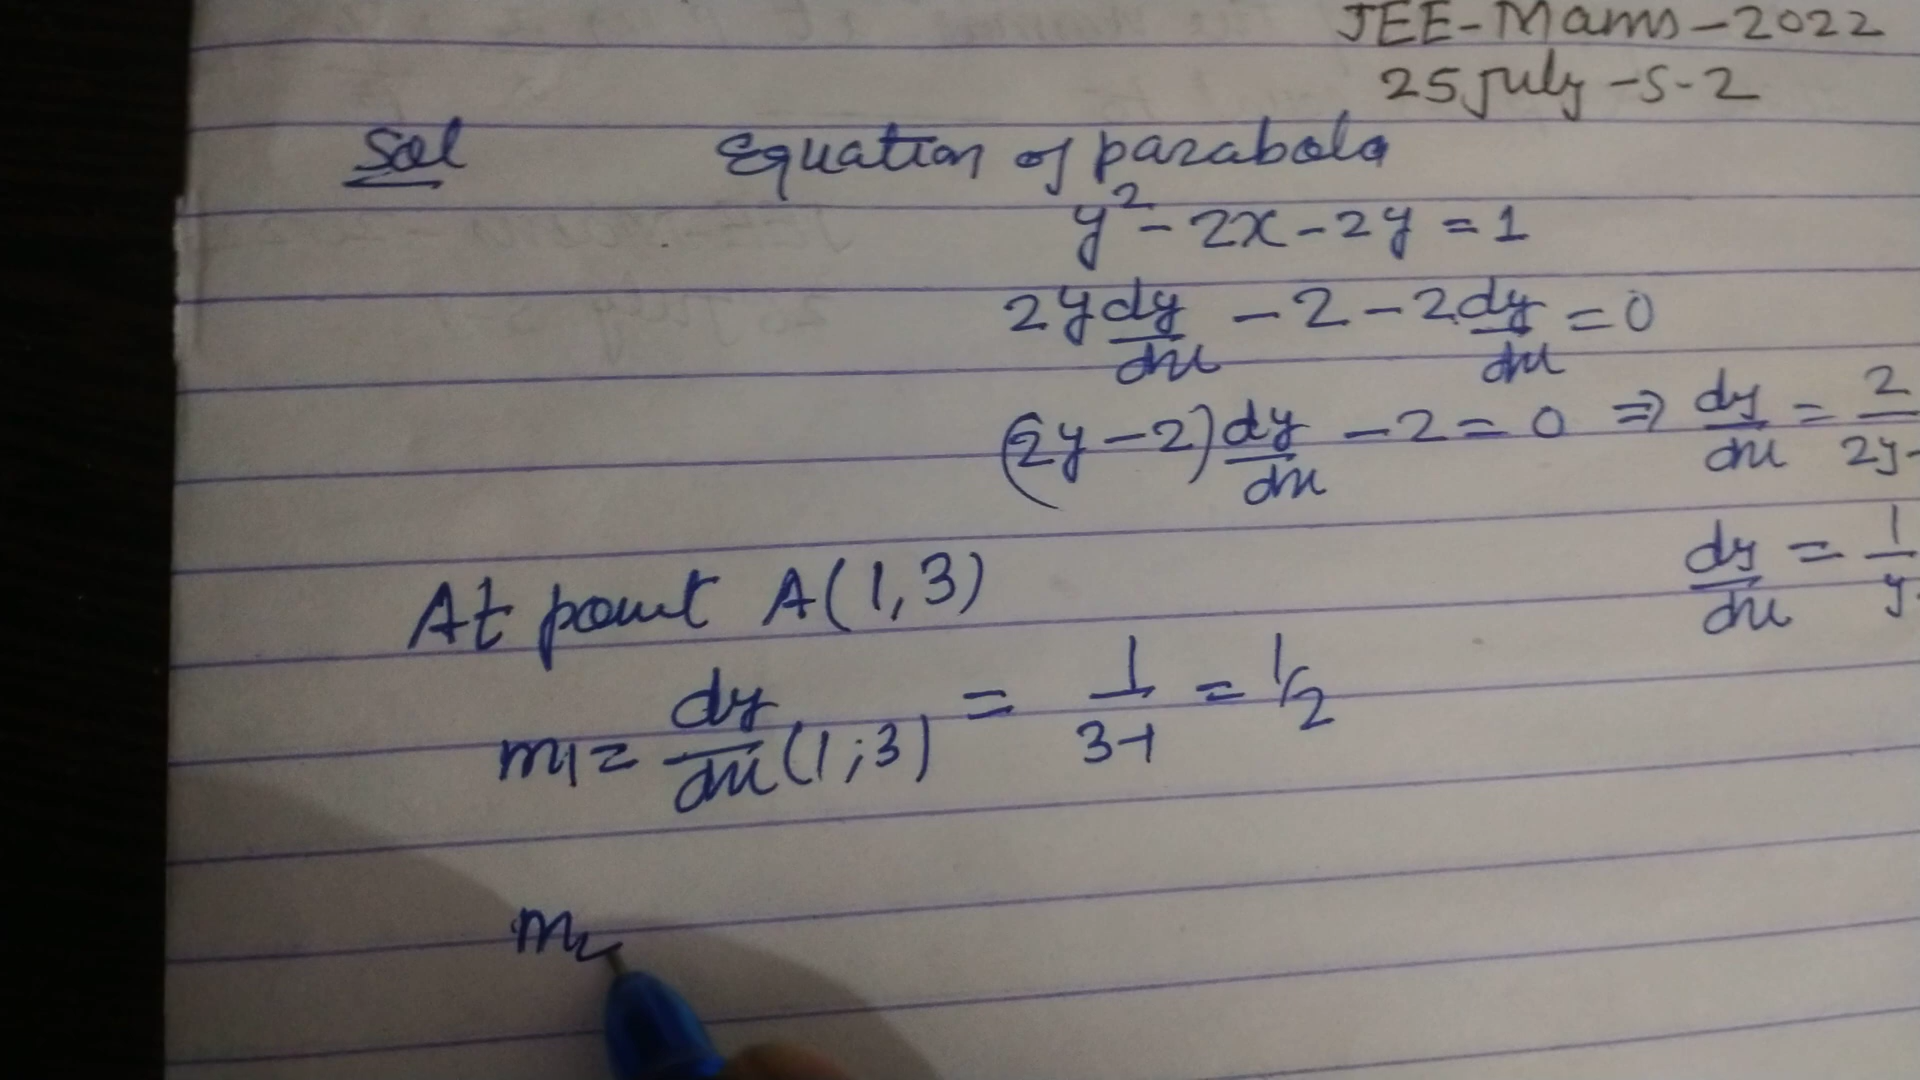 JEE-Mains-2022
25 July -S-2
Sol Equation of parabola
y² - 2x - 2y = 1
2y dy/dx - 2 - 2 dy/dx = 0
(2y - 2) dy/dx - 2 = 0 ⇒ dy/dx = 2/2y-
dy/dx = 1/y-
At point A(1,3)
m1 = dy/dx (1,3) = 1/3-1 = 1/2
m2